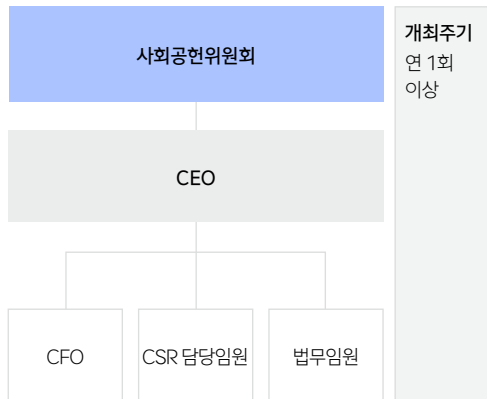 사회공헌위원회
개최주기
연 1회
이상
CEO
CFO
CSR 담당임원
법무임원